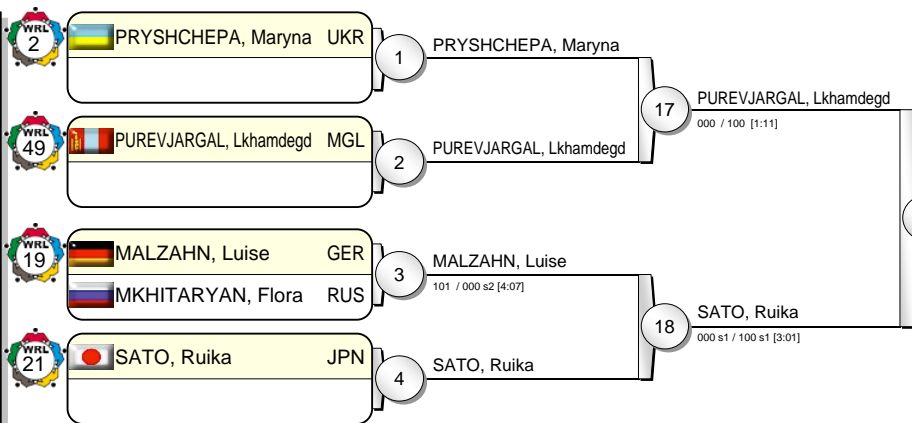 WRL
2
PRYSHCHEPA, Maryna UKR
1
PRYSHCHEPA, Maryna
17
PUREVJARGAL, Lkhamdegd
000 / 100 [1:11]
WRL
49
PUREVJARGAL, Lkhamdegd MGL
2
PUREVJARGAL, Lkhamdegd
WRL
19
MALZAHN, Luise GER
MKHITARYAN, Flora RUS
3
MALZAHN, Luise
101 / 000 s2 [4:07]
18
SATO, Ruika
000 s1 / 100 s1 [3:01]
WRL
21
SATO, Ruika JPN
4
SATO, Ruika